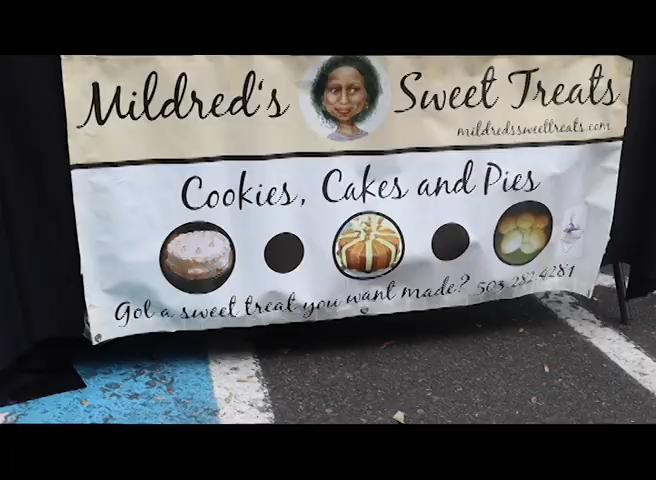 Mildred's Sweet Treats
mildredssweettreats.com
Cookies, Cakes and Pies
Got a sweet treat you want made? 503-282-4281